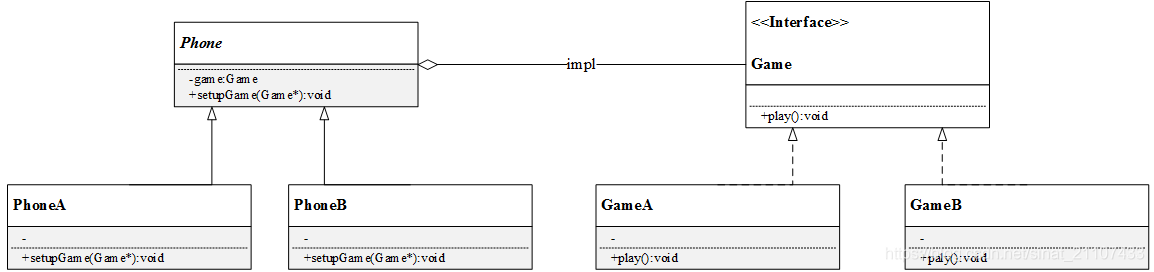 Phone
-game:Game
+setupGame(Game*):void
impl
<<Interface>>
Game
+play():void
PhoneA
-
+setupGame(Game*):void
PhoneB
-
+setupGame(Game*):void
GameA
-
+play():void
GameB
-
+paly():void